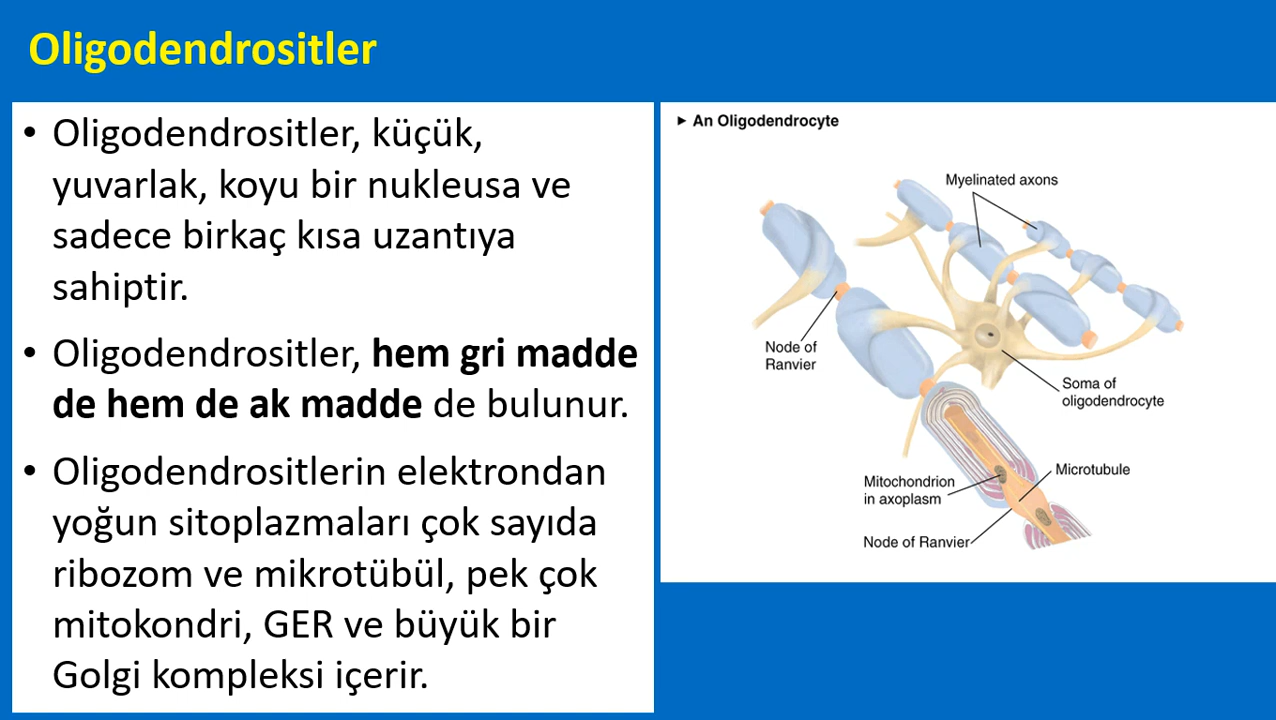 Oligodendrositler
• Oligodendrositler, küçük,
yuvarlak, koyu bir nukleusa ve
sadece birkaç kısa uzantıya
sahiptir.
• Oligodendrositler, hem gri madde
de hem de ak madde de bulunur.
• Oligodendrositlerin elektrondan
yoğun sitoplazmaları çok sayıda
ribozom ve mikrotübül, pek çok
mitokondri, GER ve büyük bir
Golgi kompleksi içerir.
► An Oligodendrocyte
Myelinated axons
Node of
Ranvier
Soma of
oligodendrocyte
Mitochondrion
in axoplasm
Microtubule
Node of Ranvier